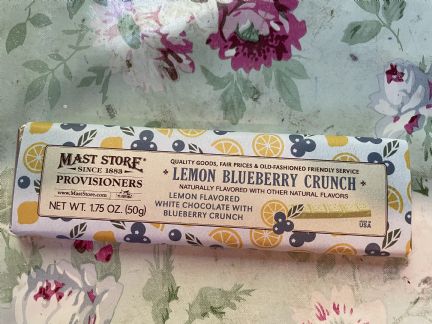 QUALITY GOODS, FAIR PRICES & OLD-FASHIONED FRIENDLY SERVICE
MAST STORE®
SINCE 1883
PROVISIONERS
www.MastStore.com
NET WT. 1.75 OZ. (50g)
LEMON BLUEBERRY CRUNCH
NATURALLY FLAVORED WITH OTHER NATURAL FLAVORS
LEMON FLAVORED
WHITE CHOCOLATE WITH
BLUEBERRY CRUNCH
USA